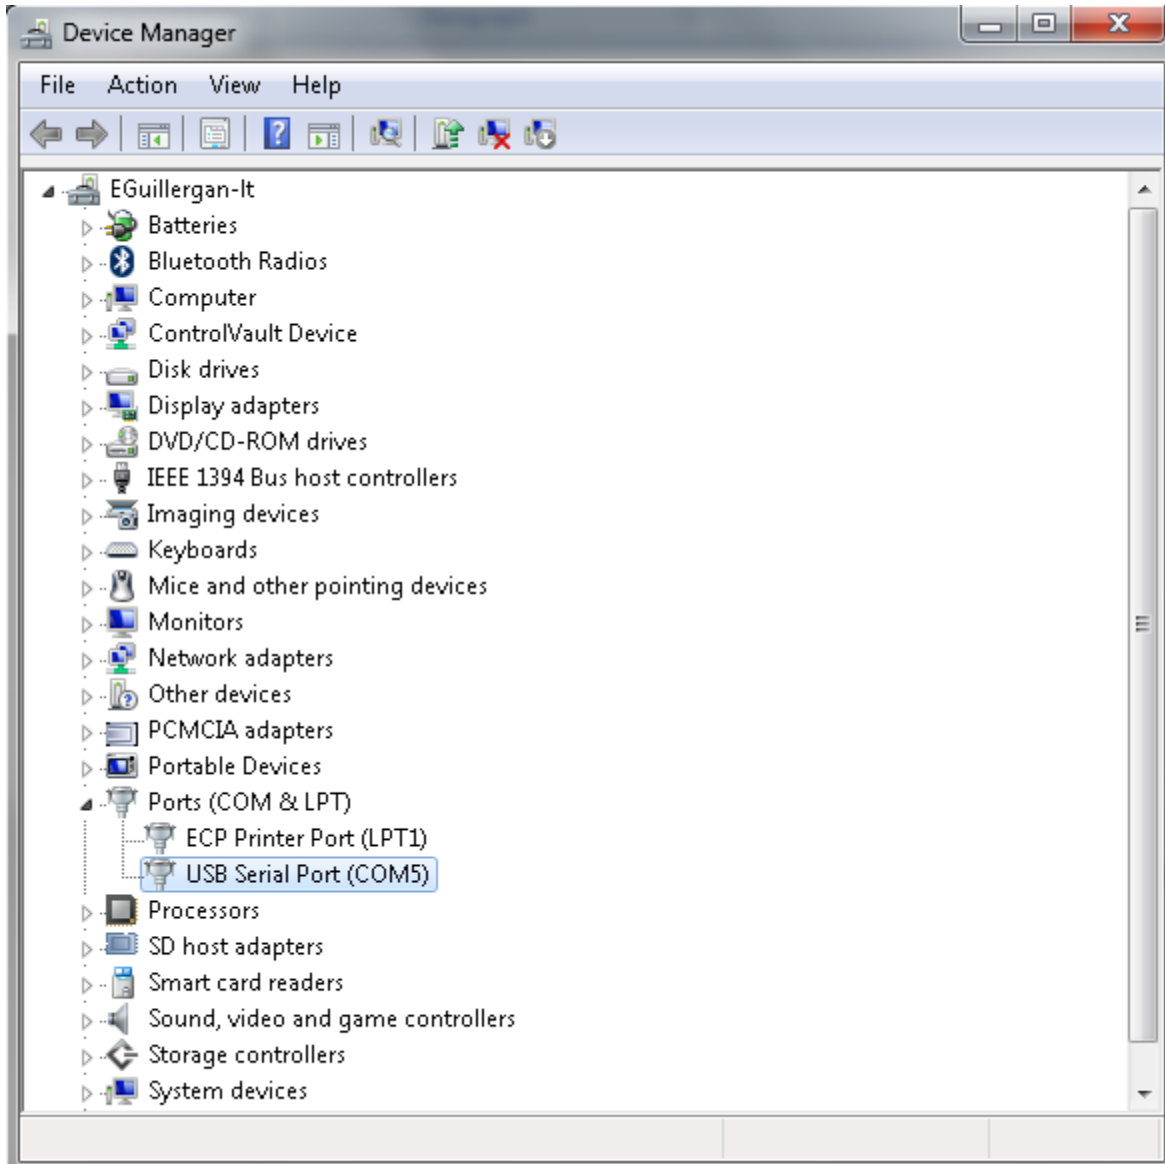 Device Manager
File Action View Help
EGuillergan-lt
Batteries
Bluetooth Radios
Computer
ControlVault Device
Disk drives
Display adapters
DVD/CD-ROM drives
IEEE 1394 Bus host controllers
Imaging devices
Keyboards
Mice and other pointing devices
Monitors
Network adapters
Other devices
PCMCIA adapters
Portable Devices
Ports (COM & LPT)
ECP Printer Port (LPT1)
USB Serial Port (COM5)
Processors
SD host adapters
Smart card readers
Sound, video and game controllers
Storage controllers
System devices